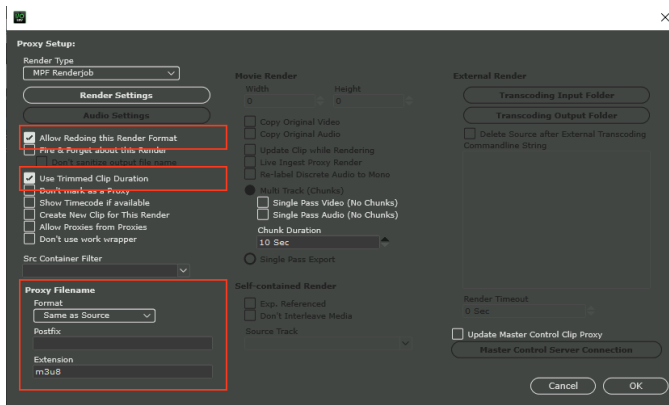 Proxy Setup:
Render Type
MPF Renderjob
Render Settings
Audio Settings
Allow Redoing this Render Format
Fire & Forget about this Render
Don't sanitize output file name
Use Trimmed Clip Duration
Don't mark as a Proxy
Show Timecode if available
Create New Clip for This Render
Allow Proxies from Proxies
Don't use work wrapper
Src Container Filter
Proxy Filename
Format
Same as Source
Postfix
Extension
m3u8
Movie Render
Width Height
0 0
Copy Original Video
Copy Original Audio
Update Clip while Rendering
Live Ingest Proxy Render
Re-label Discrete Audio to Mono
Multi Track (Chunks)
Single Pass Video (No Chunks)
Single Pass Audio (No Chunks)
Chunk Duration
10 Sec
Single Pass Export
Self-contained Render
Exp. Referenced
Don't Interleave Media
Source Track
External Render
Transcoding Input Folder
Transcoding Output Folder
Delete Source after External Transcoding
Commandline String
Render Timeout
0 Sec
Update Master Control Clip Proxy
Master Control Server Connection
Cancel OK